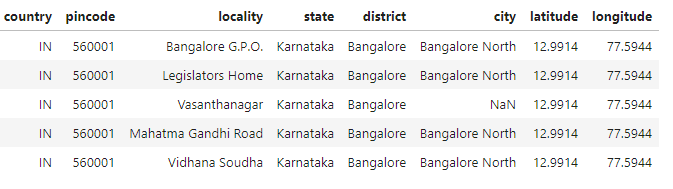 country pincode locality state district city latitude longitude
IN 560001 Bangalore G.P.O. Karnataka Bangalore Bangalore North 12.9914 77.5944
IN 560001 Legislators Home Karnataka Bangalore Bangalore North 12.9914 77.5944
IN 560001 Vasanthanagar Karnataka Bangalore NaN 12.9914 77.5944
IN 560001 Mahatma Gandhi Road Karnataka Bangalore Bangalore North 12.9914 77.5944
IN 560001 Vidhana Soudha Karnataka Bangalore Bangalore North 12.9914 77.5944